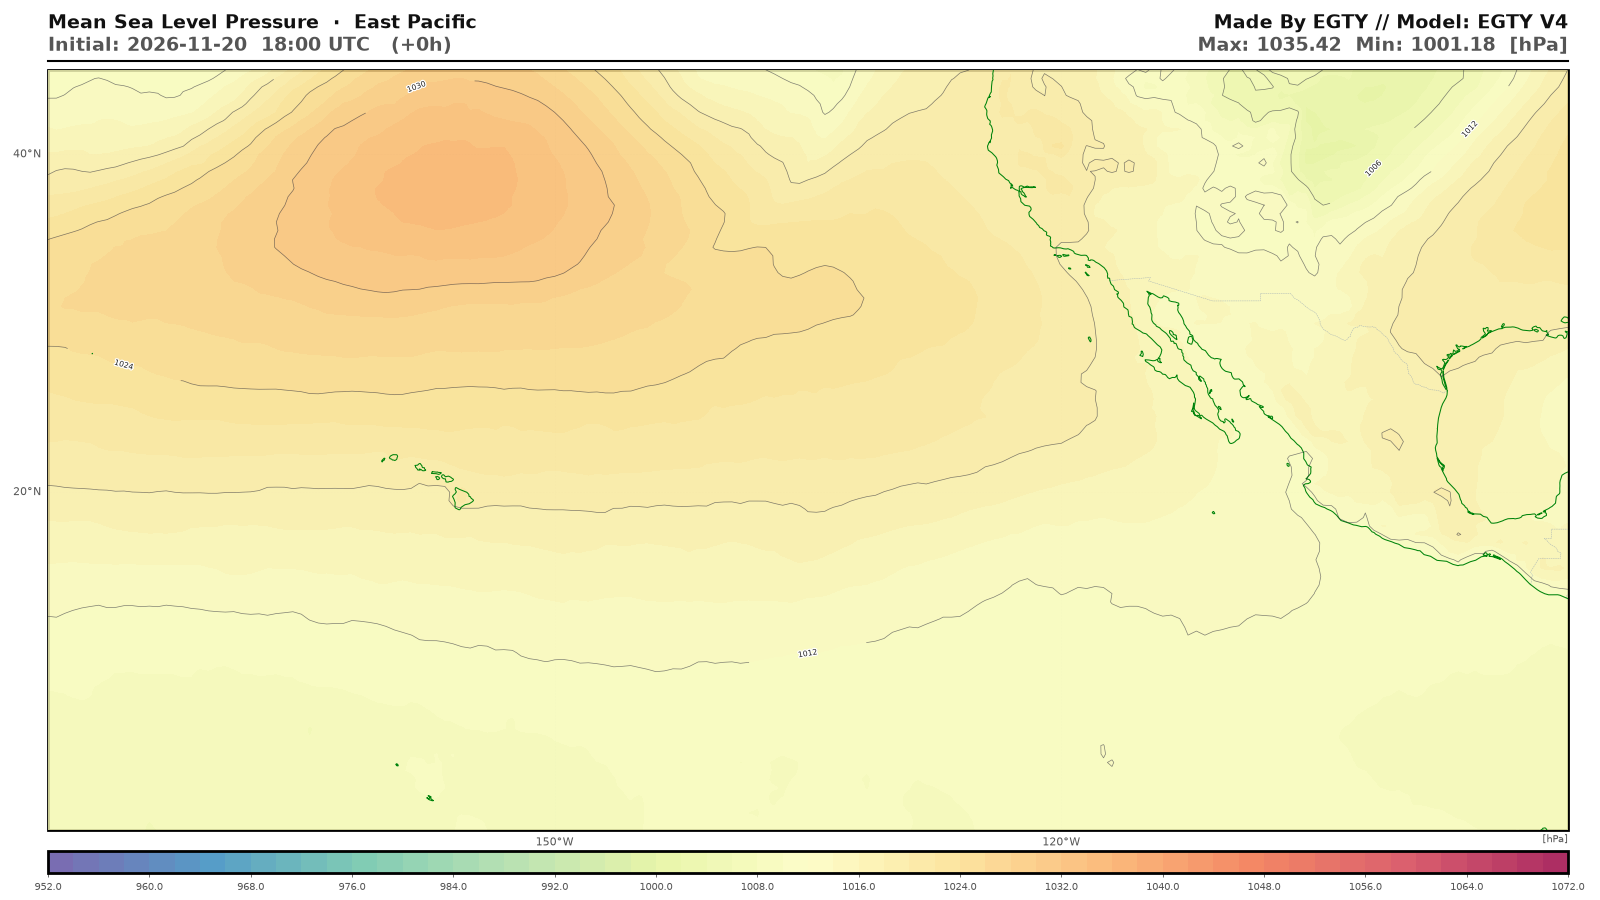 Mean Sea Level Pressure · East Pacific
Made By EGTY // Model: EGTY V4
Initial: 2026-11-20 18:00 UTC (+0h)
Max: 1035.42 Min: 1001.18 [hPa]
1030
1012
40°N
1006
1024
20°N
1012
150°W
120°W
[hPa]
952.0
960.0
968.0
976.0
984.0
992.0
1000.0
1008.0
1016.0
1024.0
1032.0
1040.0
1048.0
1056.0
1064.0
1072.0